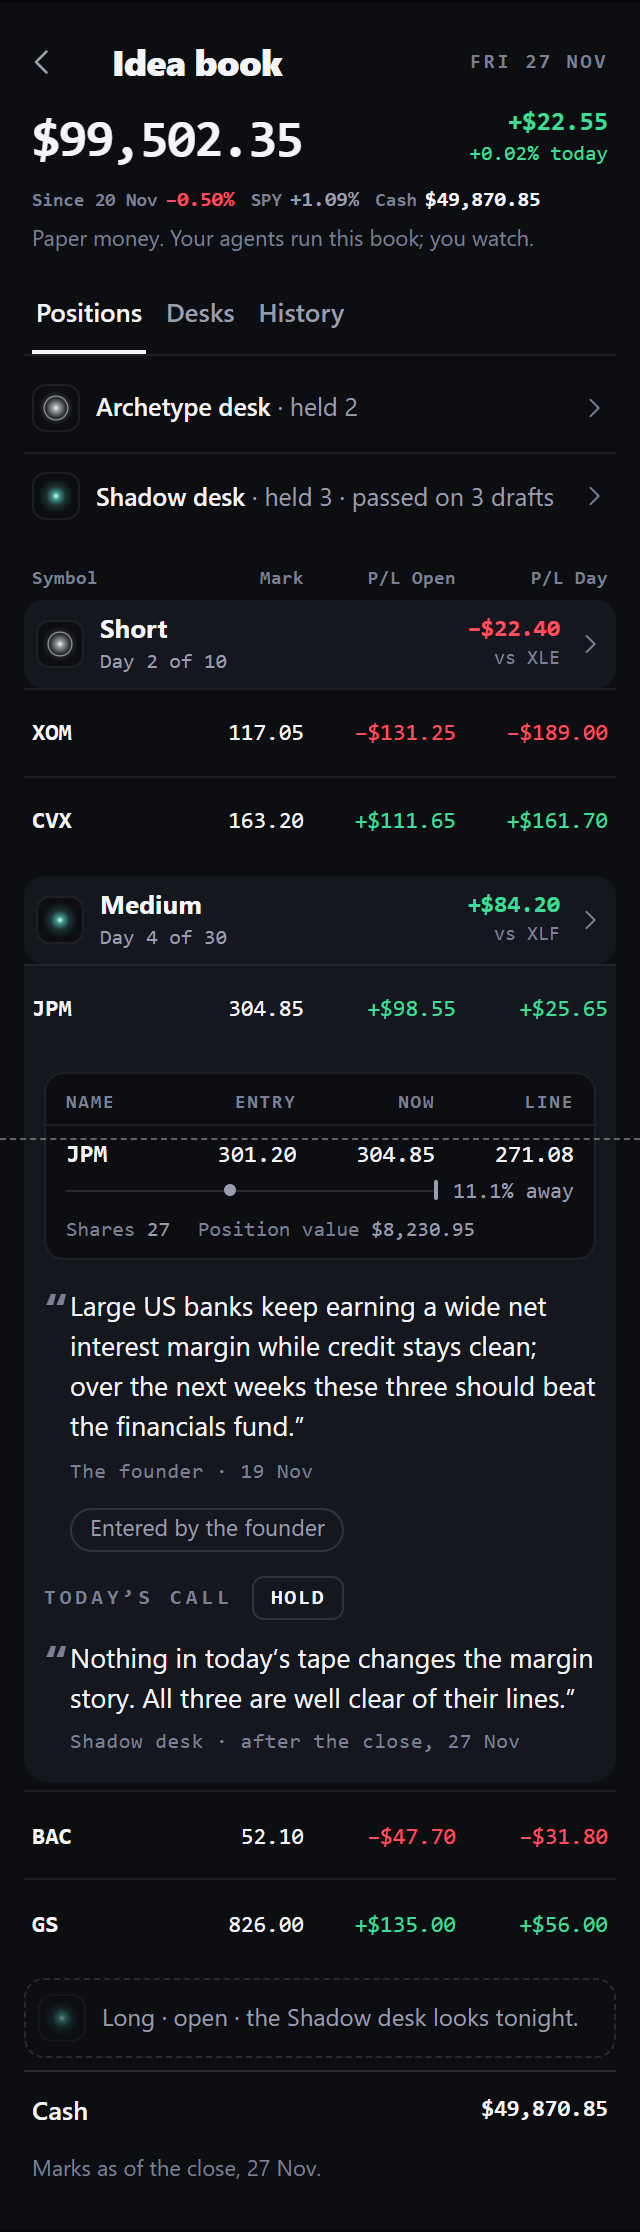 Idea book FRI 27 NOV
$99,502.35 +$22.55
+0.02% today
Since 20 Nov −0.50% SPY +1.09% Cash $49,870.85
Paper money. Your agents run this book; you watch.
Positions Desks History
Archetype desk · held 2
Shadow desk · held 3 · passed on 3 drafts
Symbol Mark P/L Open P/L Day
Short −$22.40
Day 2 of 10 vs XLE
XOM 117.05 −$131.25 −$189.00
CVX 163.20 +$111.65 +$161.70
Medium +$84.20
Day 4 of 30 vs XLF
JPM 304.85 +$98.55 +$25.65
NAME ENTRY NOW LINE
JPM 301.20 304.85 271.08
11.1% away
Shares 27 Position value $8,230.95
“Large US banks keep earning a wide net
interest margin while credit stays clean;
over the next weeks these three should beat
the financials fund.”
The founder · 19 Nov
Entered by the founder
TODAY’S CALL HOLD
“Nothing in today’s tape changes the margin
story. All three are well clear of their lines.”
Shadow desk · after the close, 27 Nov
BAC 52.10 −$47.70 −$31.80
GS 826.00 +$135.00 +$56.00
Long · open · the Shadow desk looks tonight.
Cash $49,870.85
Marks as of the close, 27 Nov.